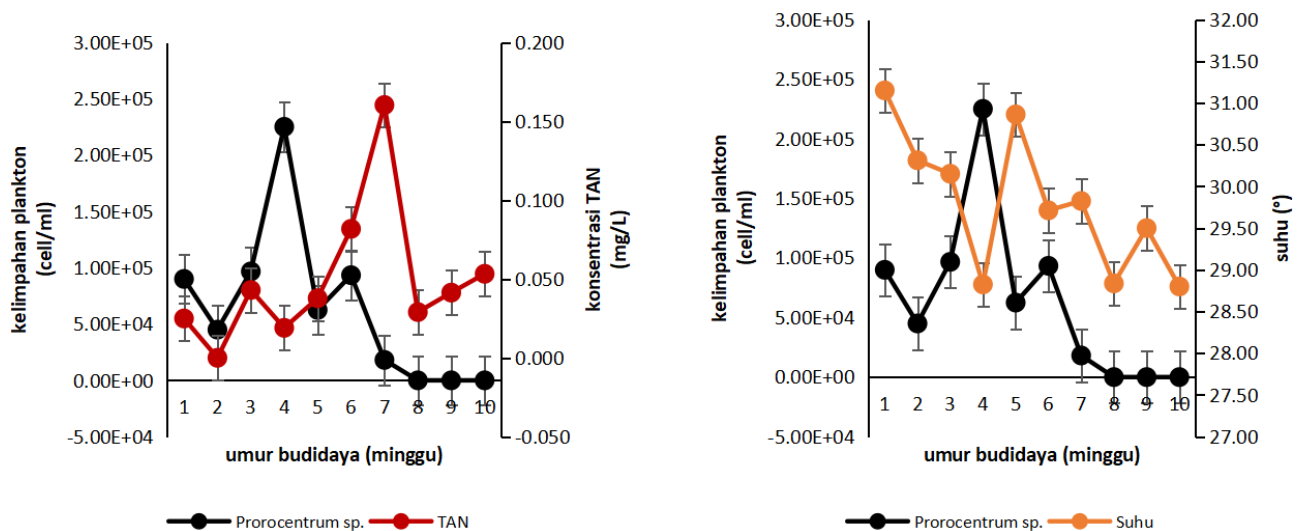 kelimpahan plankton
(cell/ml)
3.00E+05
2.50E+05
2.00E+05
1.50E+05
1.00E+05
5.00E+04
0.00E+00
-5.00E+04
1 2 3 4 5 6 7 8 9 10
umur budidaya (minggu)
0.200
0.150
0.100
0.050
0.000
-0.050
konsentrasi TAN
(mg/L)
Prorocentrum sp. TAN
kelimpahan plankton
(cell/ml)
3.00E+05
2.50E+05
2.00E+05
1.50E+05
1.00E+05
5.00E+04
0.00E+00
-5.00E+04
1 2 3 4 5 6 7 8 9 10
umur budidaya (minggu)
32.00
31.50
31.00
30.50
30.00
29.50
29.00
28.50
28.00
27.50
27.00
suhu (°)
Prorocentrum sp. Suhu